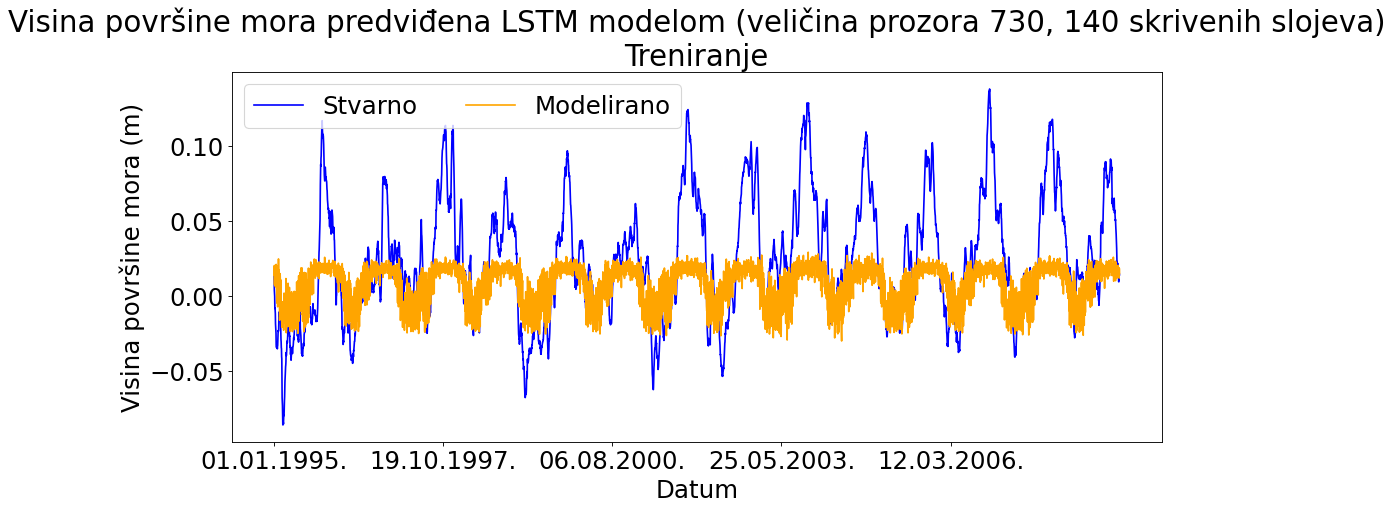 Visina površine mora predviđena LSTM modelom (veličina prozora 730, 140 skrivenih slojeva)
Treniranje
Stvarno Modelirano
Visina površine mora (m)
0.10
0.05
0.00
−0.05
01.01.1995. 19.10.1997. 06.08.2000. 25.05.2003. 12.03.2006.
Datum